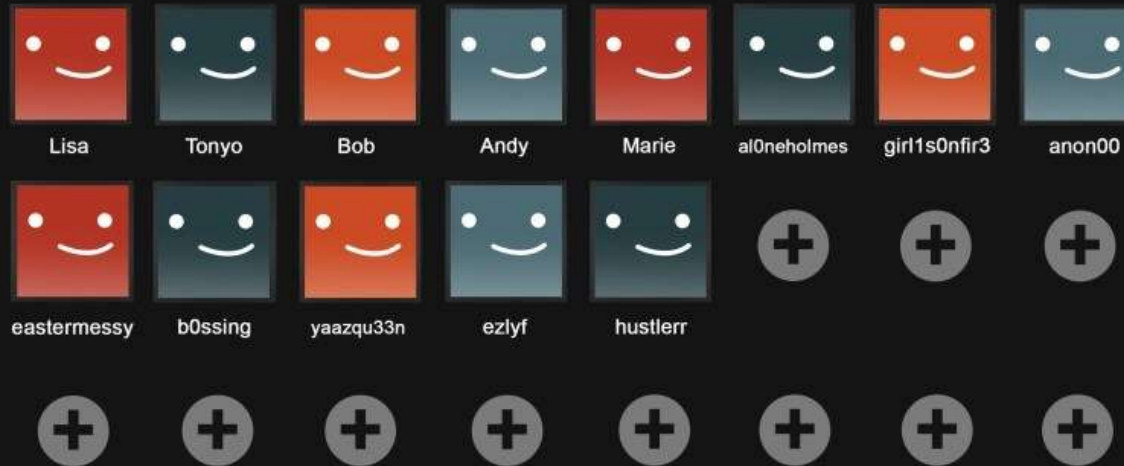 Lisa Tonyo Bob Andy Marie al0neholmes girl1s0nfir3 anon00
eastermessy b0ssing yaazqu33n ezlyf hustlerr